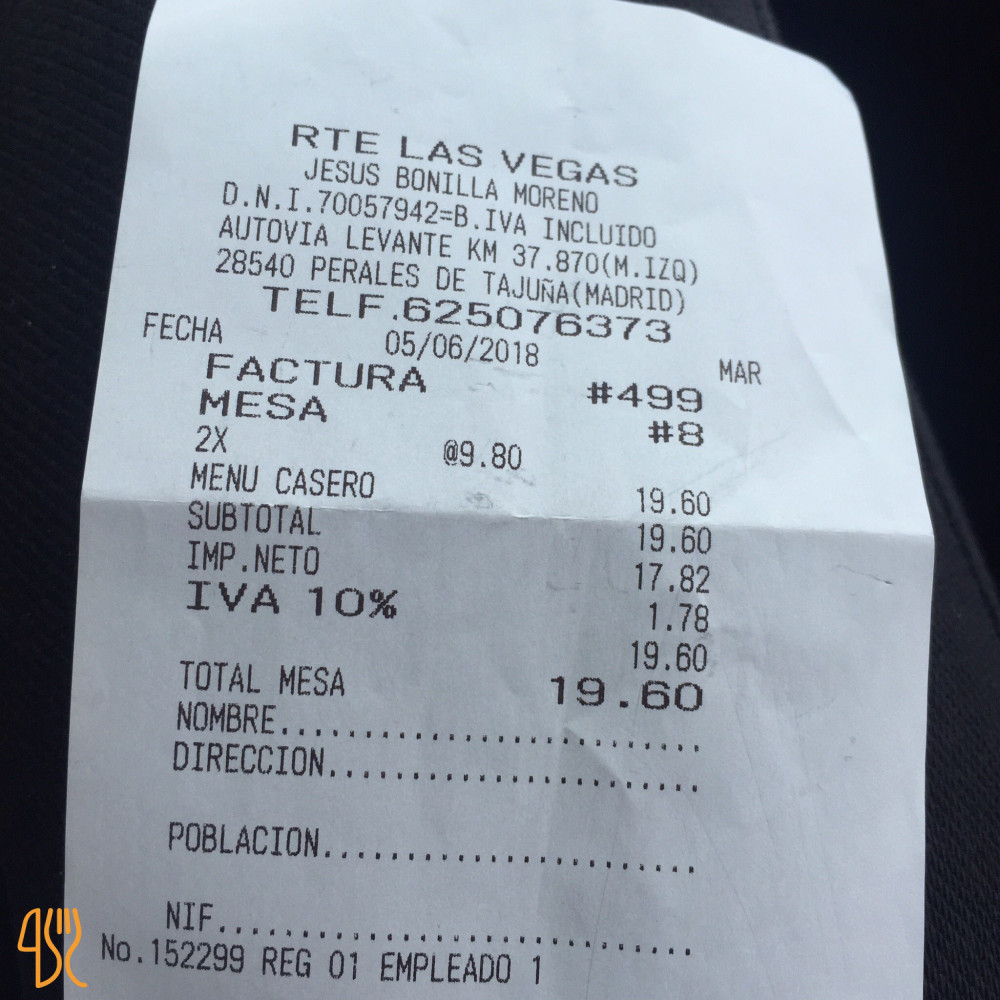 RTE LAS VEGAS
JESUS BONILLA MORENO
D.N.I.70057942=B.IVA INCLUIDO
AUTOVIA LEVANTE KM 37.870(M.IZQ)
28540 PERALES DE TAJUÑA(MADRID)
TELF.625076373
FECHA 05/06/2018 MAR
FACTURA #499
MESA #8
2X @9.80
MENU CASERO 19.60
SUBTOTAL 19.60
IMP.NETO 17.82
IVA 10% 1.78
19.60
TOTAL MESA 19.60
NOMBRE..............................
DIRECCION...........................
POBLACION...........................
NIF.................................
No.152299 REG 01 EMPLEADO 1